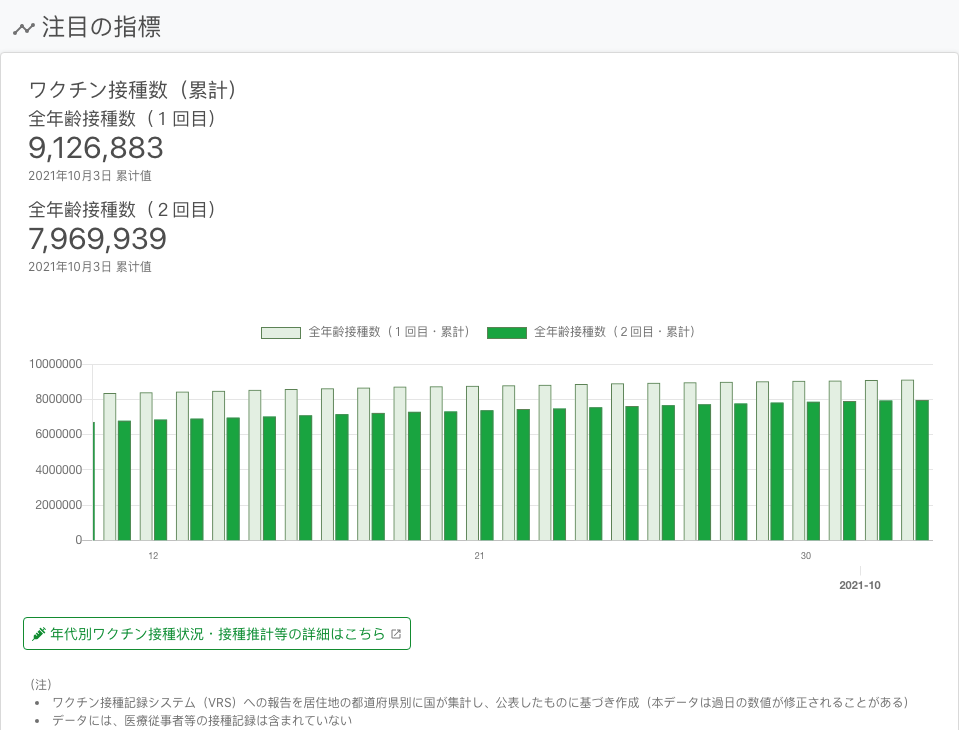 注目の指標
ワクチン接種数（累計）
全年齢接種数（１回目）
9,126,883
2021年10月3日 累计值
全年齢接種数（２回目）
7,969,939
2021年10月3日 累计值
全年齢接種数（１回目・累計） 全年齢接種数（２回目・累計）
10000000
8000000
6000000
4000000
2000000
0
12 21 30
2021-10
年代別ワクチン接種状況・接種推計等の詳細はこちら
（注）
• ワクチン接種記録システム（VRS）への報告を居住地の都道府県別に国が集計し、公表したものに基づき作成（本データは過日の数値が修正されることがある）
• データには、医療従事者等の接種記録は含まれていない